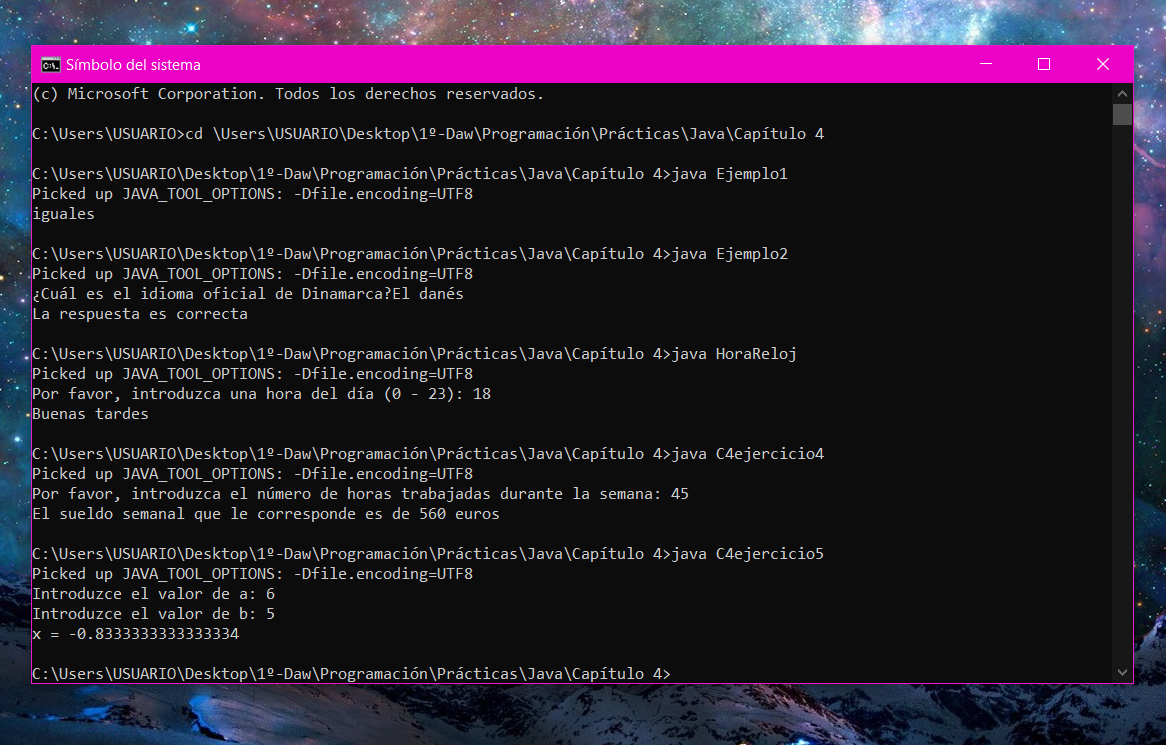 Símbolo del sistema
(c) Microsoft Corporation. Todos los derechos reservados.
C:\Users\USUARIO>cd \Users\USUARIO\Desktop\1º-Daw\Programación\Prácticas\Java\Capítulo 4
C:\Users\USUARIO\Desktop\1º-Daw\Programación\Prácticas\Java\Capítulo 4>java Ejemplo1
Picked up JAVA_TOOL_OPTIONS: -Dfile.encoding=UTF8
iguales
C:\Users\USUARIO\Desktop\1º-Daw\Programación\Prácticas\Java\Capítulo 4>java Ejemplo2
Picked up JAVA_TOOL_OPTIONS: -Dfile.encoding=UTF8
¿Cuál es el idioma oficial de Dinamarca?El danés
La respuesta es correcta
C:\Users\USUARIO\Desktop\1º-Daw\Programación\Prácticas\Java\Capítulo 4>java HoraReloj
Picked up JAVA_TOOL_OPTIONS: -Dfile.encoding=UTF8
Por favor, introduzca una hora del día (0 - 23): 18
Buenas tardes
C:\Users\USUARIO\Desktop\1º-Daw\Programación\Prácticas\Java\Capítulo 4>java C4ejercicio4
Picked up JAVA_TOOL_OPTIONS: -Dfile.encoding=UTF8
Por favor, introduzca el número de horas trabajadas durante la semana: 45
El sueldo semanal que le corresponde es de 560 euros
C:\Users\USUARIO\Desktop\1º-Daw\Programación\Prácticas\Java\Capítulo 4>java C4ejercicio5
Picked up JAVA_TOOL_OPTIONS: -Dfile.encoding=UTF8
Introduzce el valor de a: 6
Introduzce el valor de b: 5
x = -0.8333333333333334
C:\Users\USUARIO\Desktop\1º-Daw\Programación\Prácticas\Java\Capítulo 4>